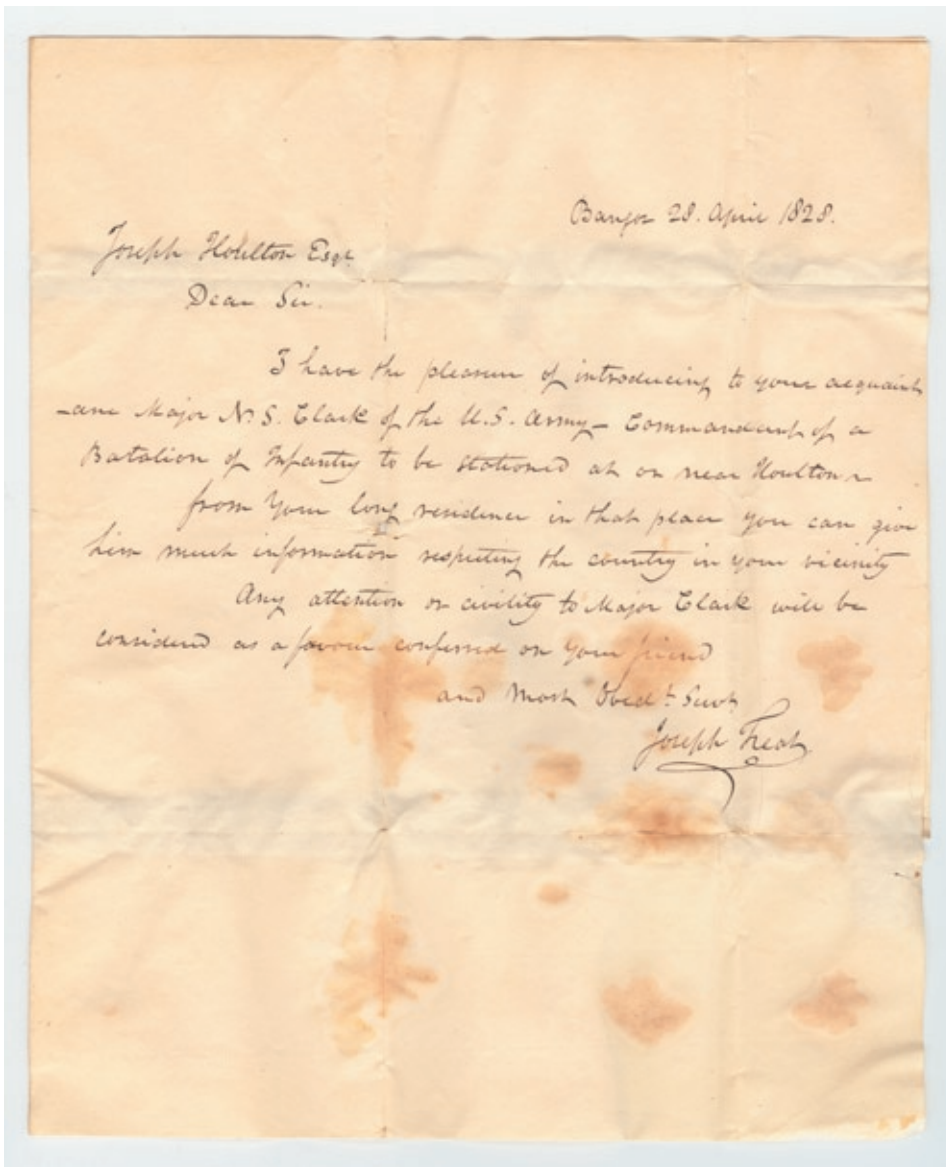 Bangor 28. April 1828.
Joseph Houlton Esqr.
Dear Sir.
I have the pleasure of introducing to your acquaint
-ance Major N. S. Clark of the U.S. Army – Commandant of a
Batalion of Infantry to be stationed at or near Houlton
from your long residence in that place you can give
him much information respecting the country in your vicinity
Any attention or civility to Major Clark will be
considered as a favour conferred on your friend
and Most Obedt. Servt
Joseph Treat